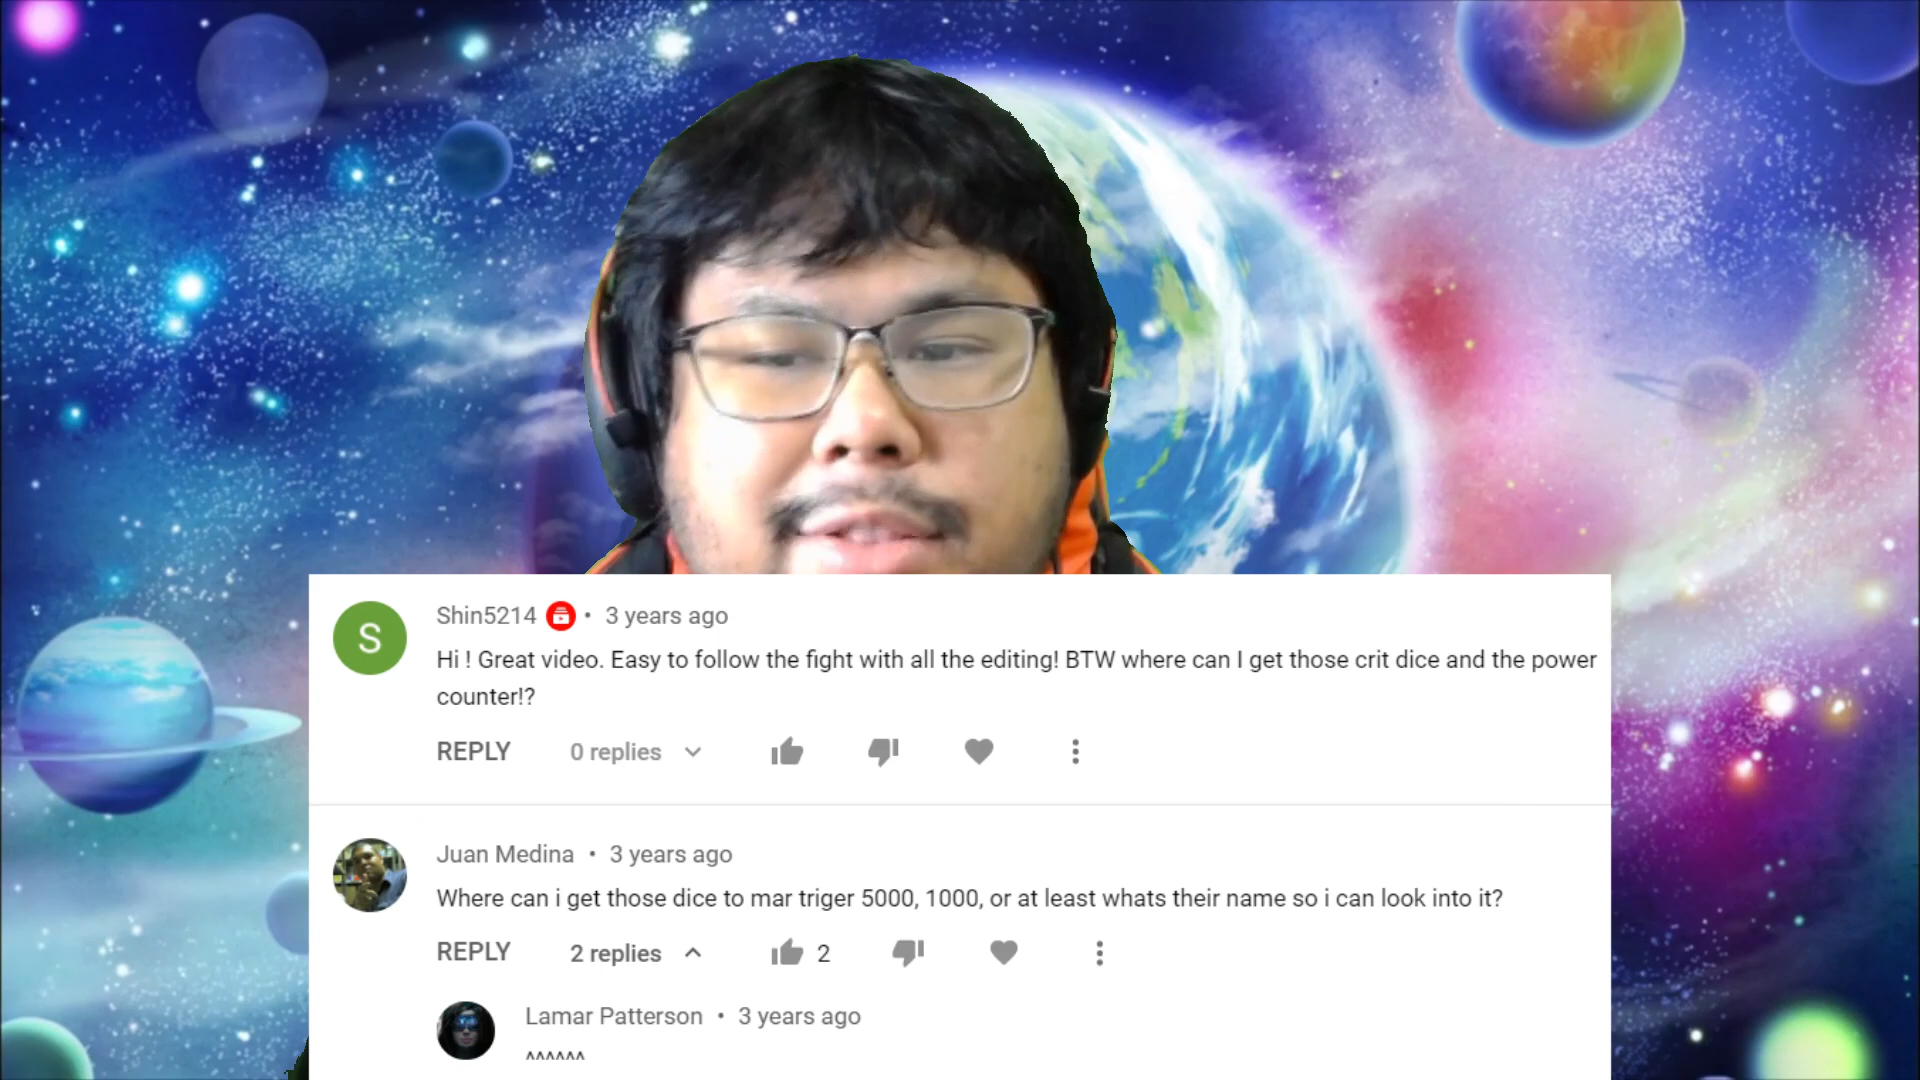 S
Shin5214 • 3 years ago
Hi ! Great video. Easy to follow the fight with all the editing! BTW where can I get those crit dice and the power
counter!?
REPLY 0 replies
Juan Medina • 3 years ago
Where can i get those dice to mar triger 5000, 1000, or at least whats their name so i can look into it?
REPLY 2 replies 2
Lamar Patterson • 3 years ago
^^^^^^